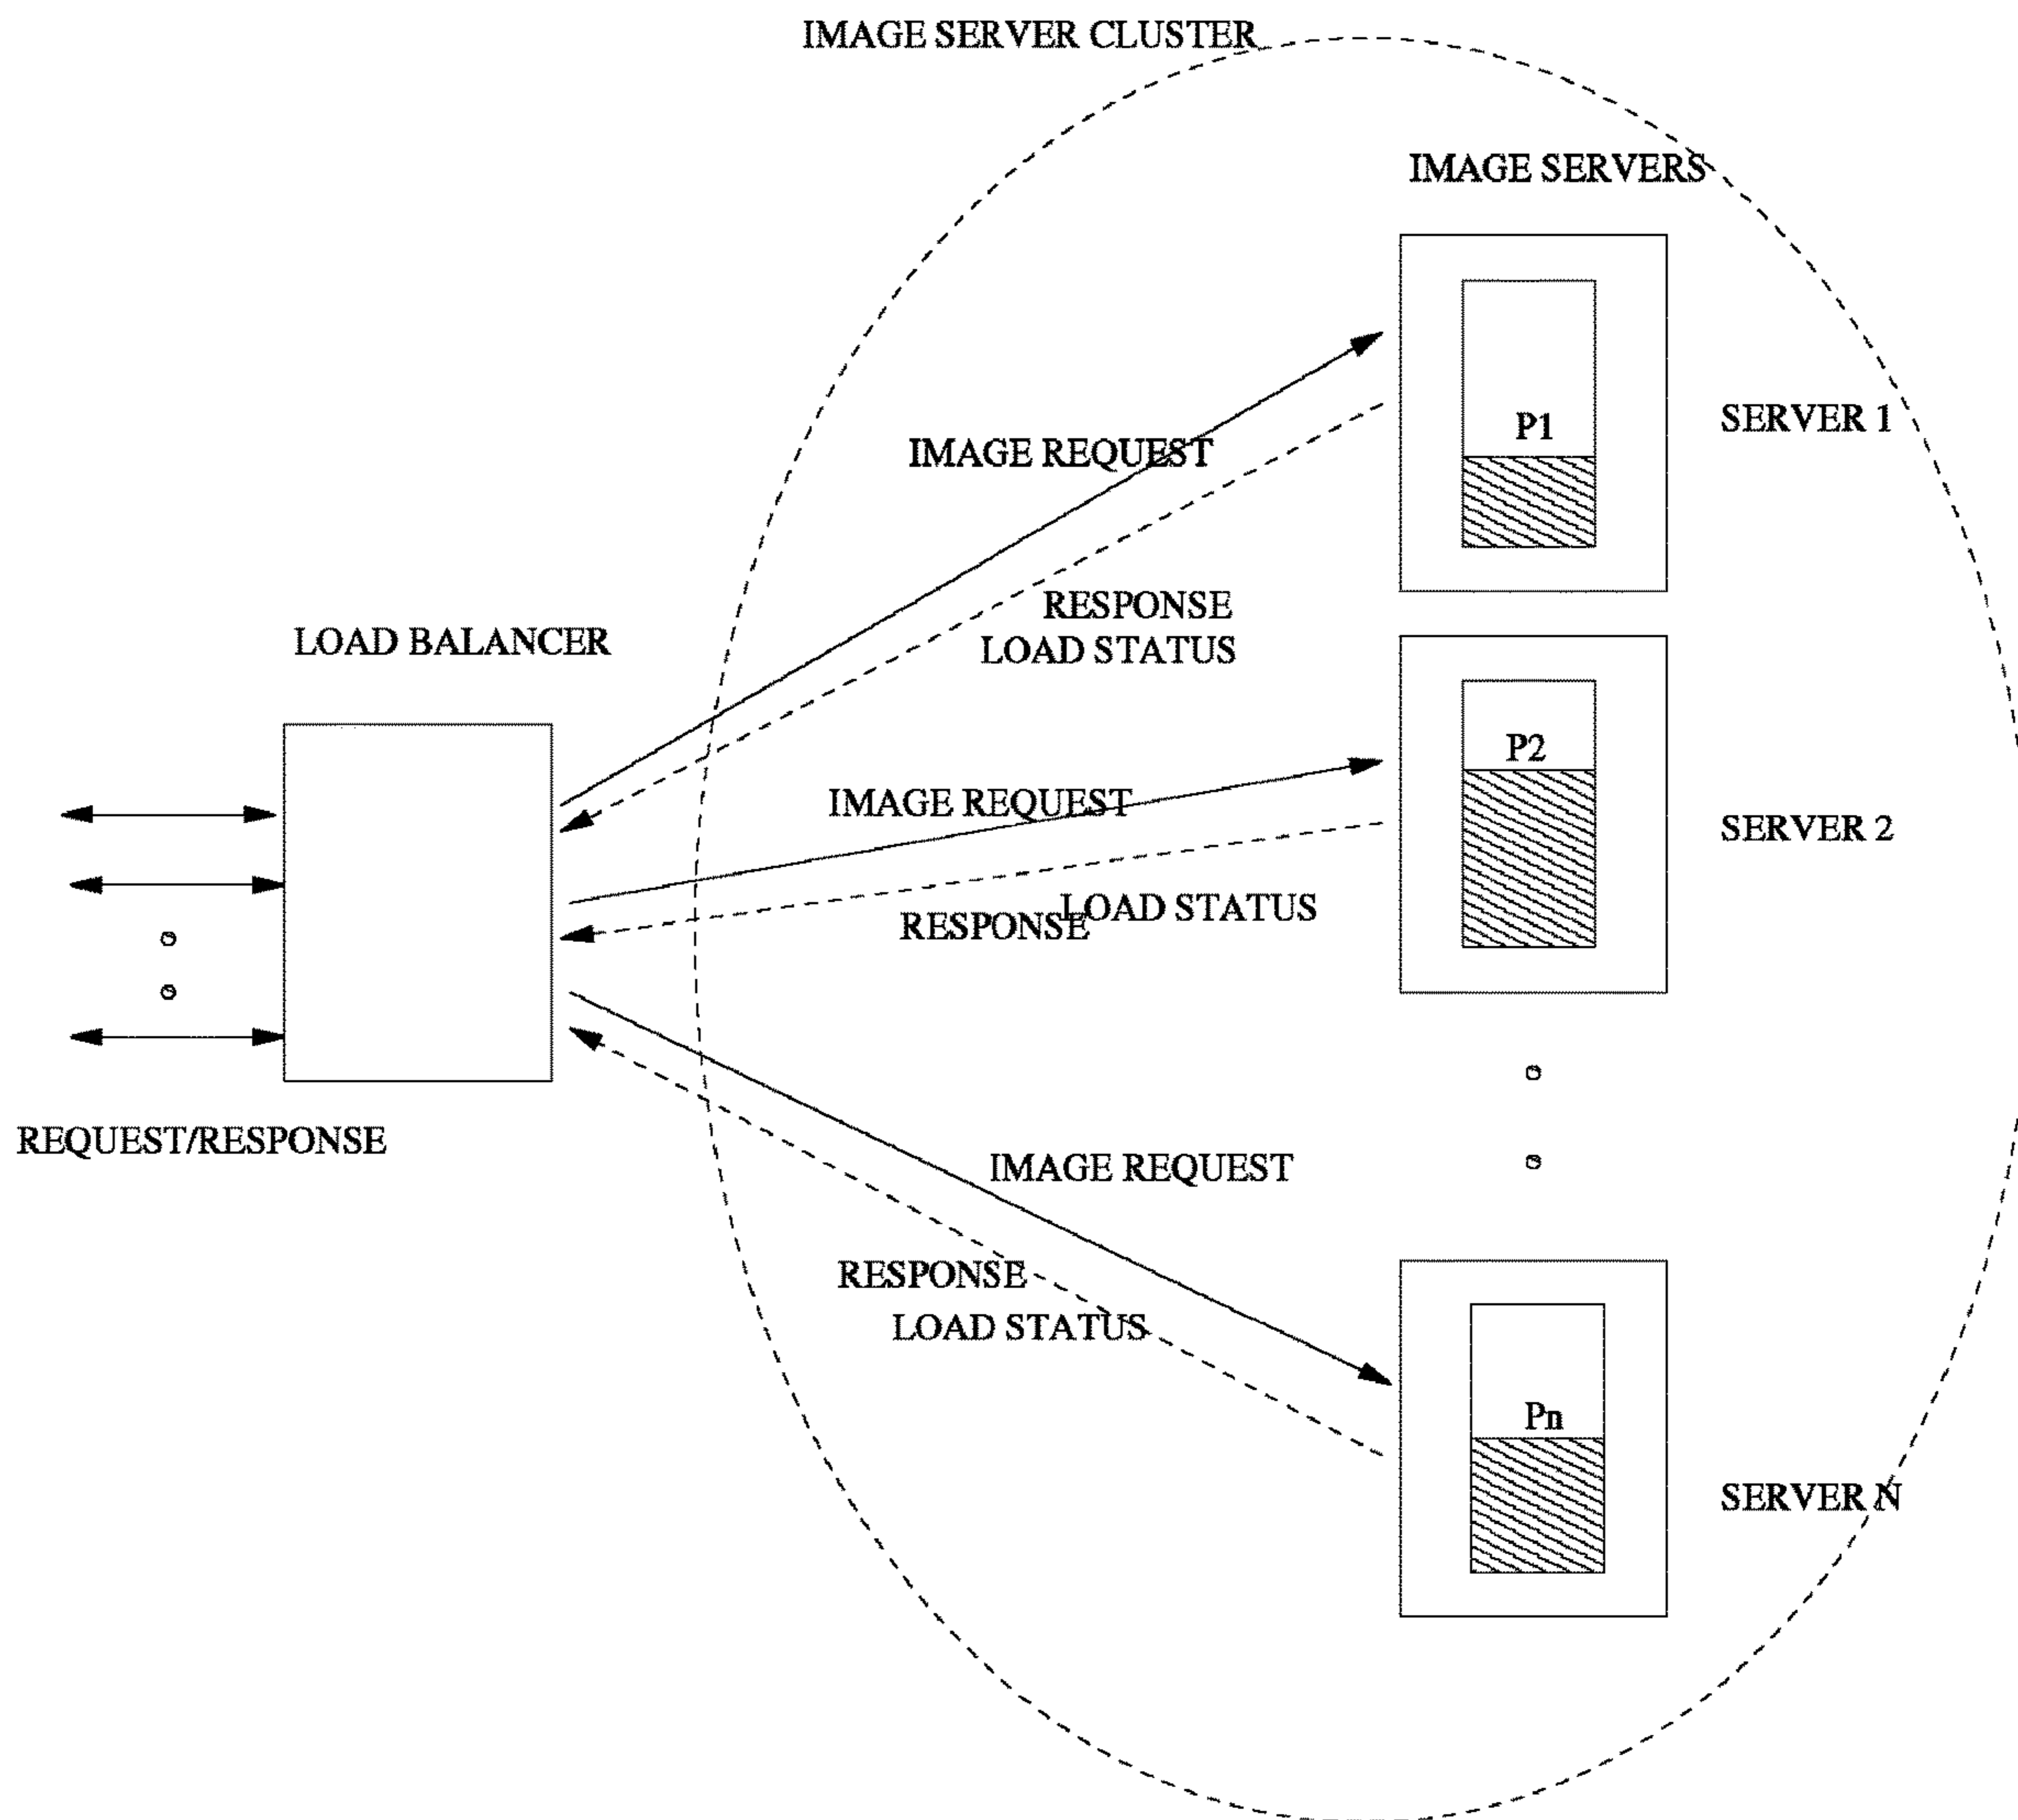 IMAGE SERVER CLUSTER
IMAGE SERVERS
P1
SERVER 1
IMAGE REQUEST
RESPONSE
LOAD STATUS
LOAD BALANCER
P2
IMAGE REQUEST
SERVER 2
LOAD STATUS
RESPONSE
REQUEST/RESPONSE
IMAGE REQUEST
RESPONSE
LOAD STATUS
Pn
SERVER N